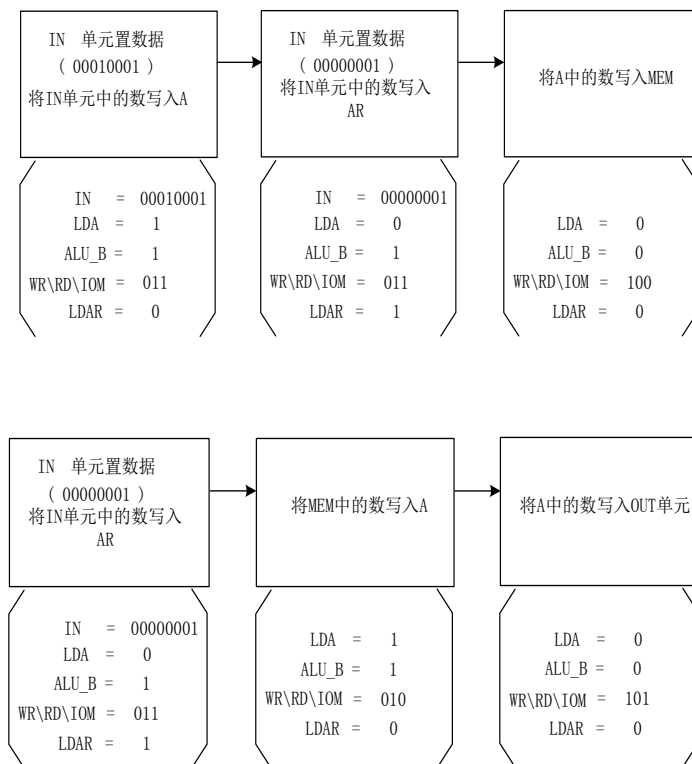 IN 单元置数据
( 00010001 )
将IN单元中的数写入A
IN 单元置数据
( 00000001 )
将IN单元中的数写入
AR
将A中的数写入MEM
IN = 00010001
LDA = 1
ALU_B = 1
WR\RD\IOM = 011
LDAR = 0
IN = 00000001
LDA = 0
ALU_B = 1
WR\RD\IOM = 011
LDAR = 1
LDA = 0
ALU_B = 0
WR\RD\IOM = 100
LDAR = 0
IN 单元置数据
( 00000001 )
将IN单元中的数写入
AR
将MEM中的数写入A
将A中的数写入OUT单元
IN = 00000001
LDA = 0
ALU_B = 1
WR\RD\IOM = 011
LDAR = 1
LDA = 1
ALU_B = 1
WR\RD\IOM = 010
LDAR = 0
LDA = 0
ALU_B = 0
WR\RD\IOM = 101
LDAR = 0